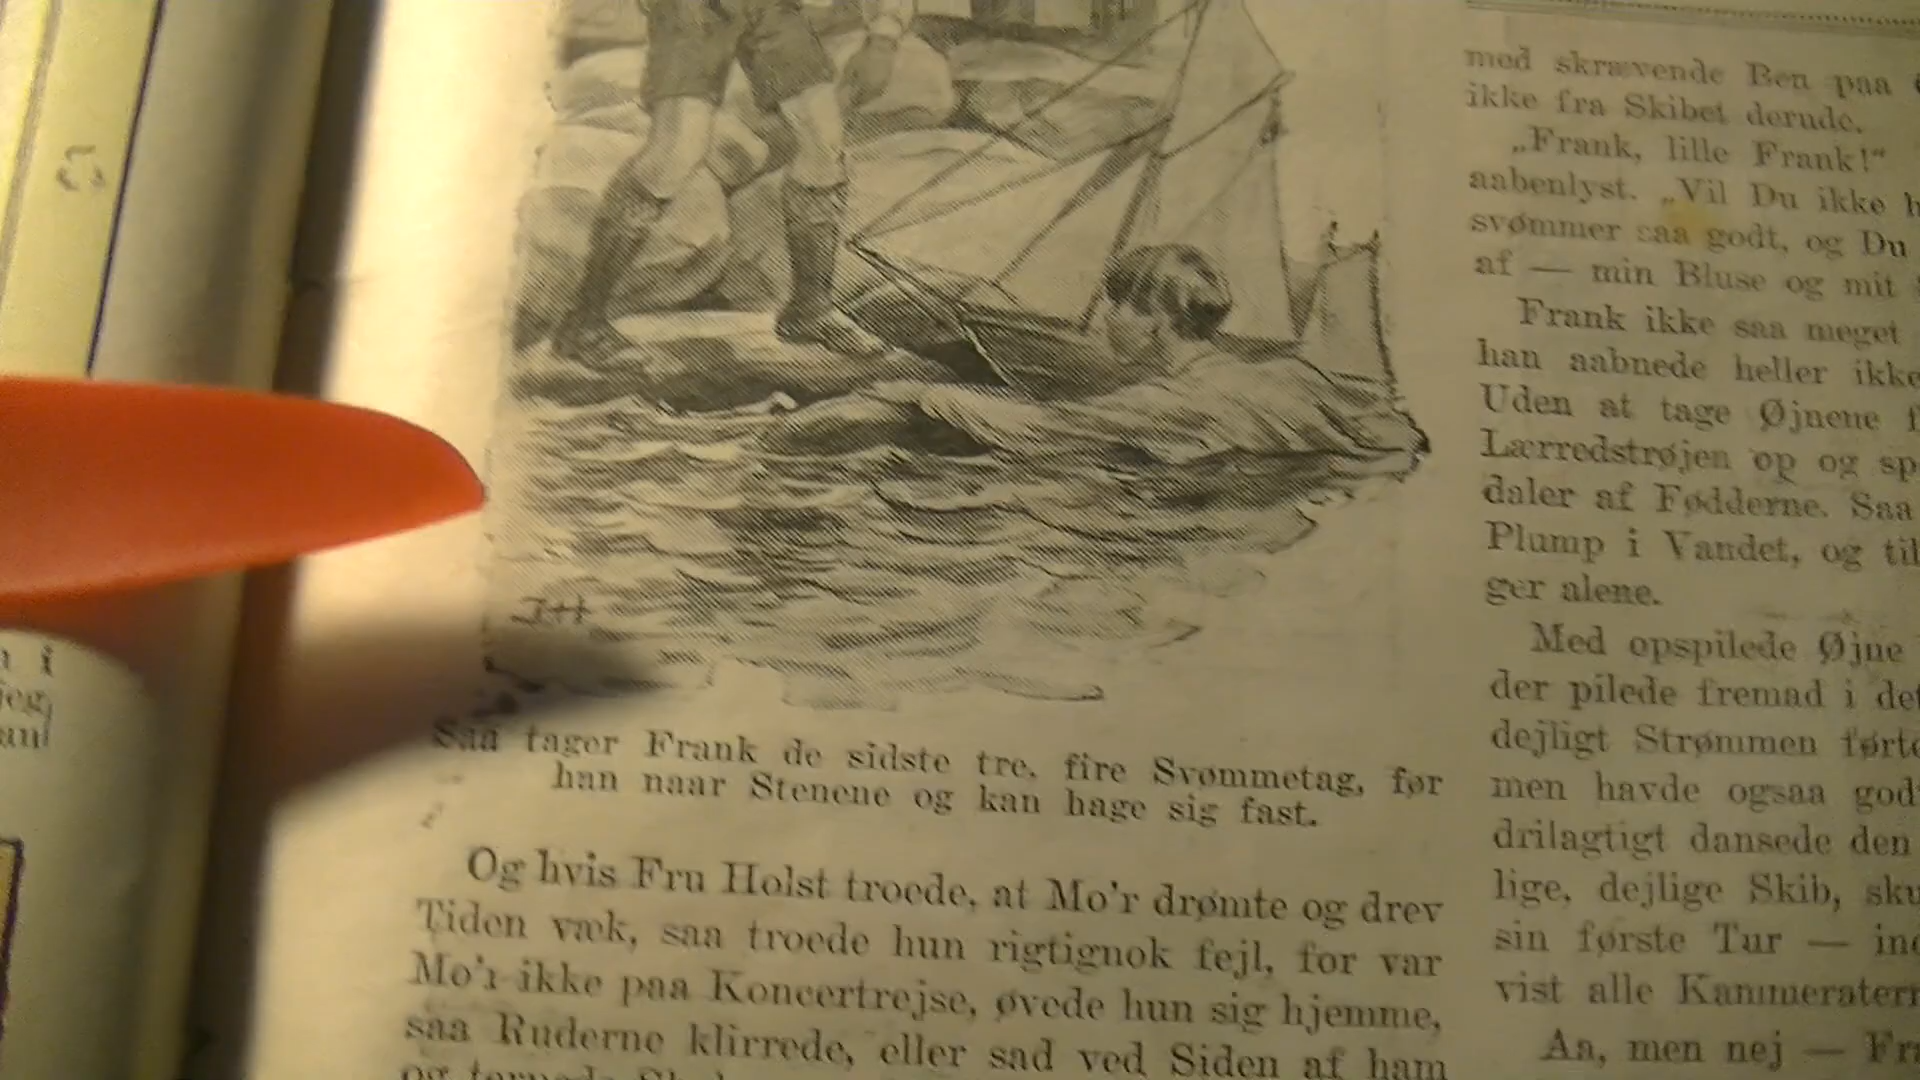 JH
Saa tager Frank de sidste tre, fire Svømmetag, før
han naar Stenene og kan hage sig fast.
Og hvis Fru Holst troede, at Mo'r drømte og drev
Tiden væk, saa troede hun rigtignok fejl, for var
Mo'r ikke paa Koncertrejse, øvede hun sig hjemme,
saa Ruderne klirrede, eller sad ved Siden af ham
med skrævende Ben paa
ikke fra Skibet derude.
„Frank, lille Frank!“
aabenlyst. „Vil Du ikke h
svømmer saa godt, og Du
af — min Bluse og mit
Frank ikke saa meget
han aabnede heller ikke
Uden at tage Øjnene f
Lærredstrøjen op og sp
daler af Fødderne. Saa
Plump i Vandet, og til
ger alene.
Med opspilede Øjne
der pilede fremad i det
dejligt Strømmen førte
men havde ogsaa god
drilagtigt dansede den
lige, dejlige Skib, sku
sin første Tur — ind
vist alle Kammeratern
Aa, men nej — Fr